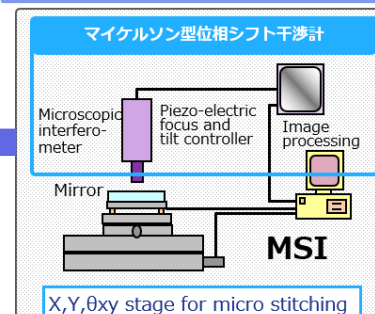 マイケルソン型位相シフト干渉計
Microscopic
interfero-
meter
Piezo-electric
focus and
tilt controller
Image
processing
Mirror
MSI
X,Y,θxy stage for micro stitching